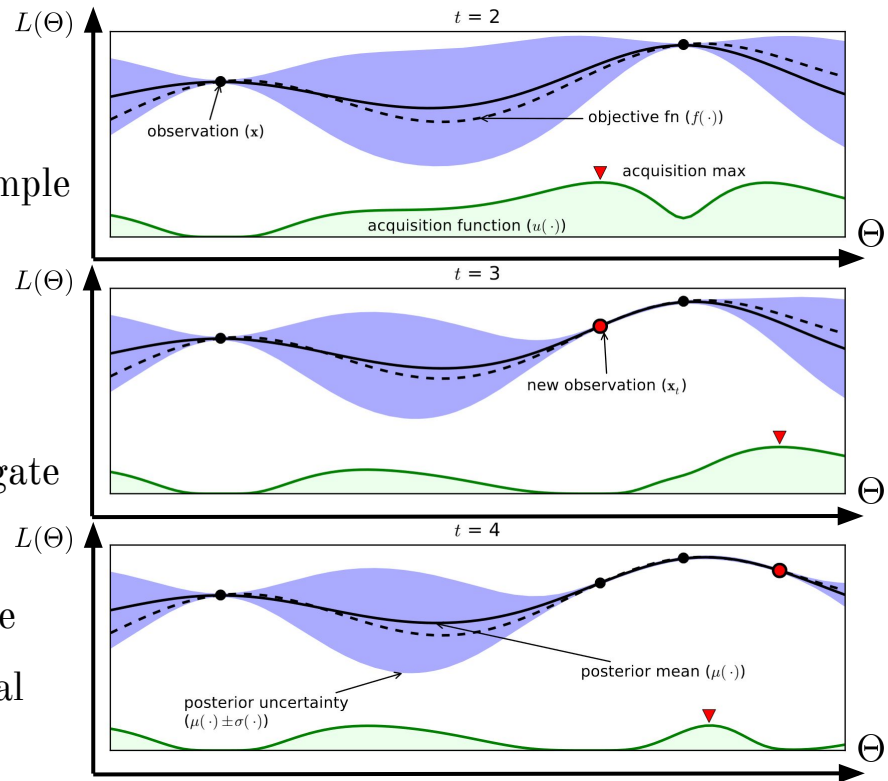 L(Θ)
t = 2
observation (x)
objective fn (f(·))
acquisition max
acquisition function (u(·))
Θ
mple
L(Θ)
t = 3
new observation (xₜ)
gate
Θ
L(Θ)
t = 4
e
posterior mean (μ(·))
al
posterior uncertainty
(μ(·)±σ(·))
Θ